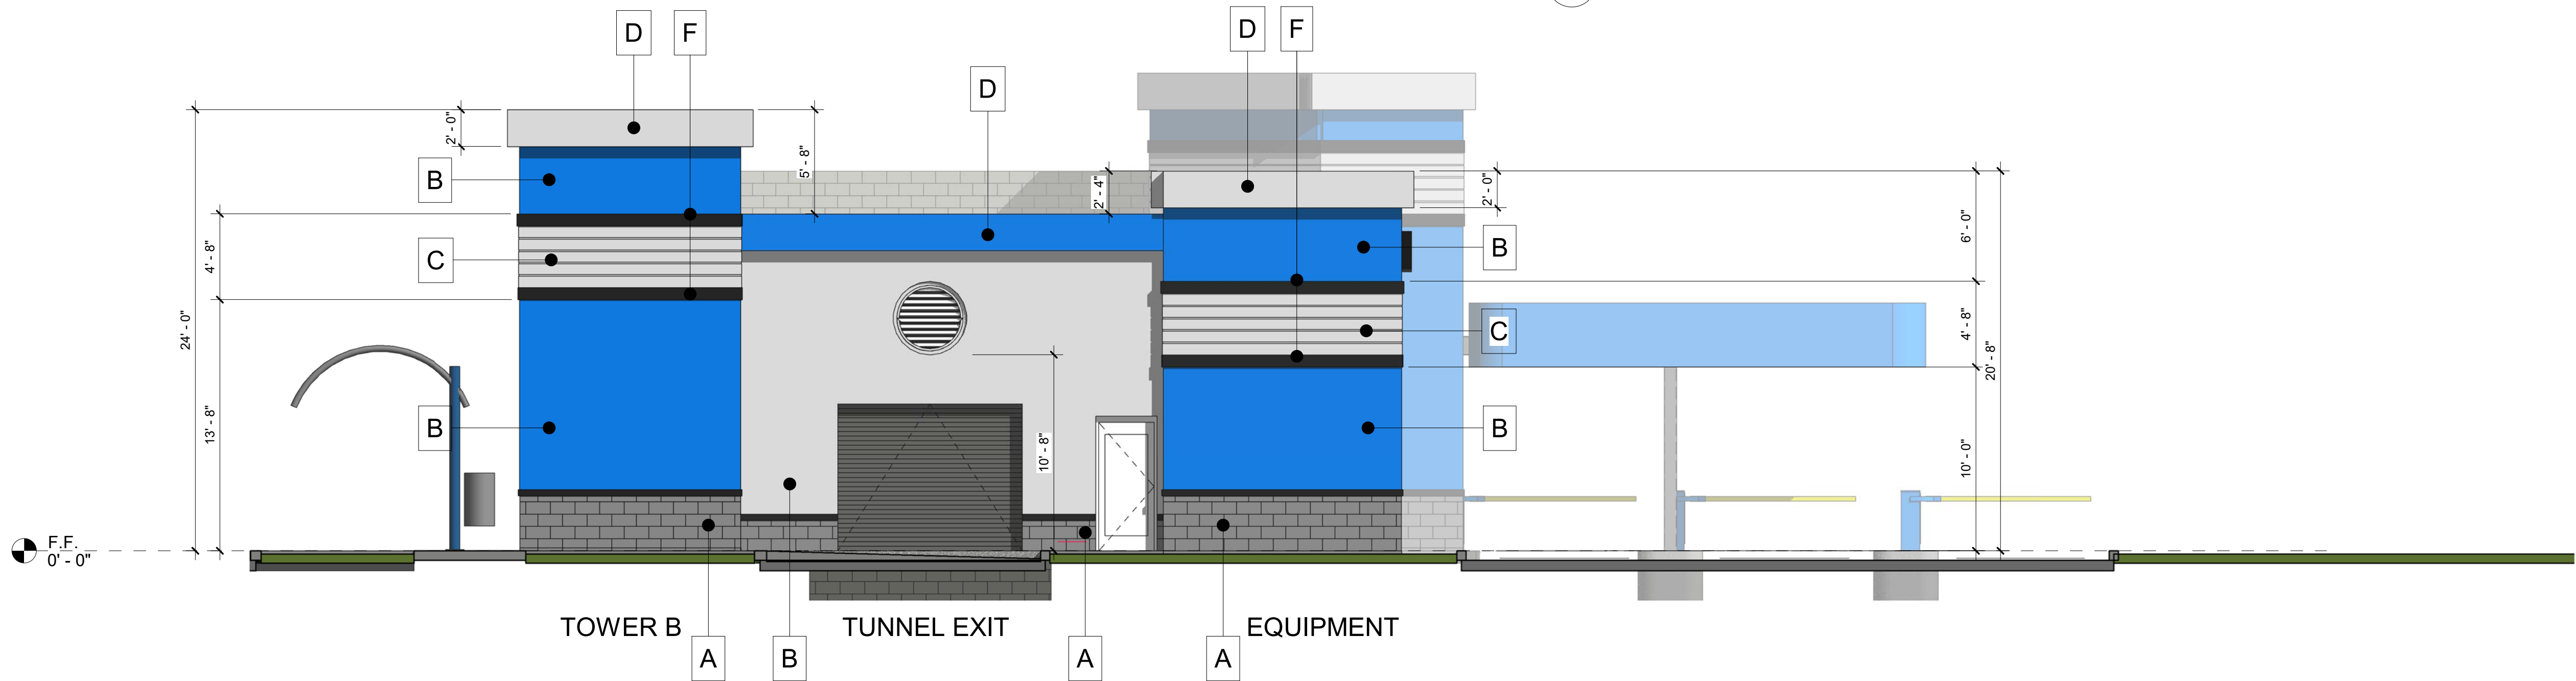 D
F
D
F
D
2' - 0"
5' - 8"
2' - 4"
2' - 0"
B
4' - 8"
C
24' - 0"
13' - 8"
B
10' - 8"
B
C
B
6' - 0"
4' - 8"
20' - 8"
10' - 0"
F.F.
0' - 0"
TOWER B
TUNNEL EXIT
EQUIPMENT
A
B
A
A